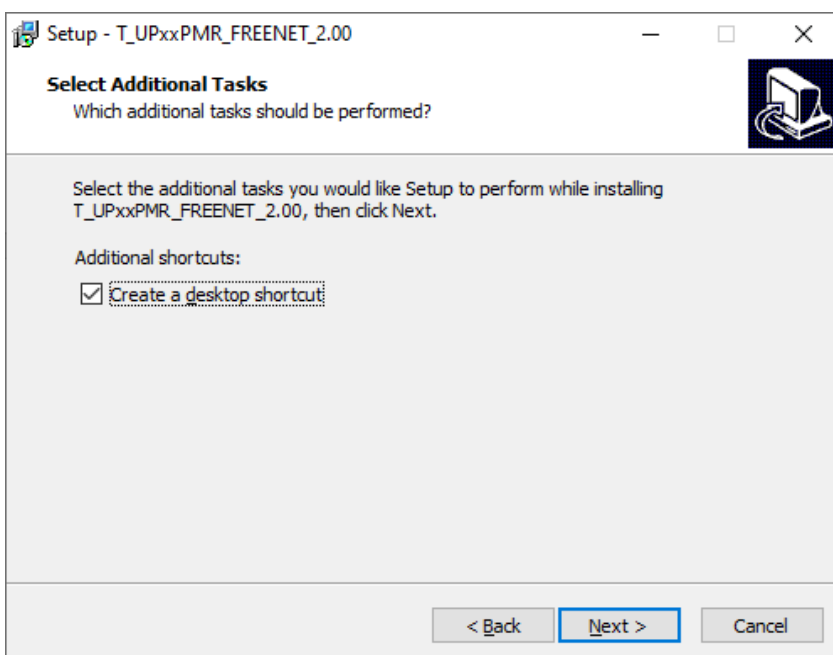 Setup - T_UPxxPMR_FREENET_2.00
Select Additional Tasks
Which additional tasks should be performed?
Select the additional tasks you would like Setup to perform while installing
T_UPxxPMR_FREENET_2.00, then click Next.
Additional shortcuts:
Create a desktop shortcut
< Back
Next >
Cancel